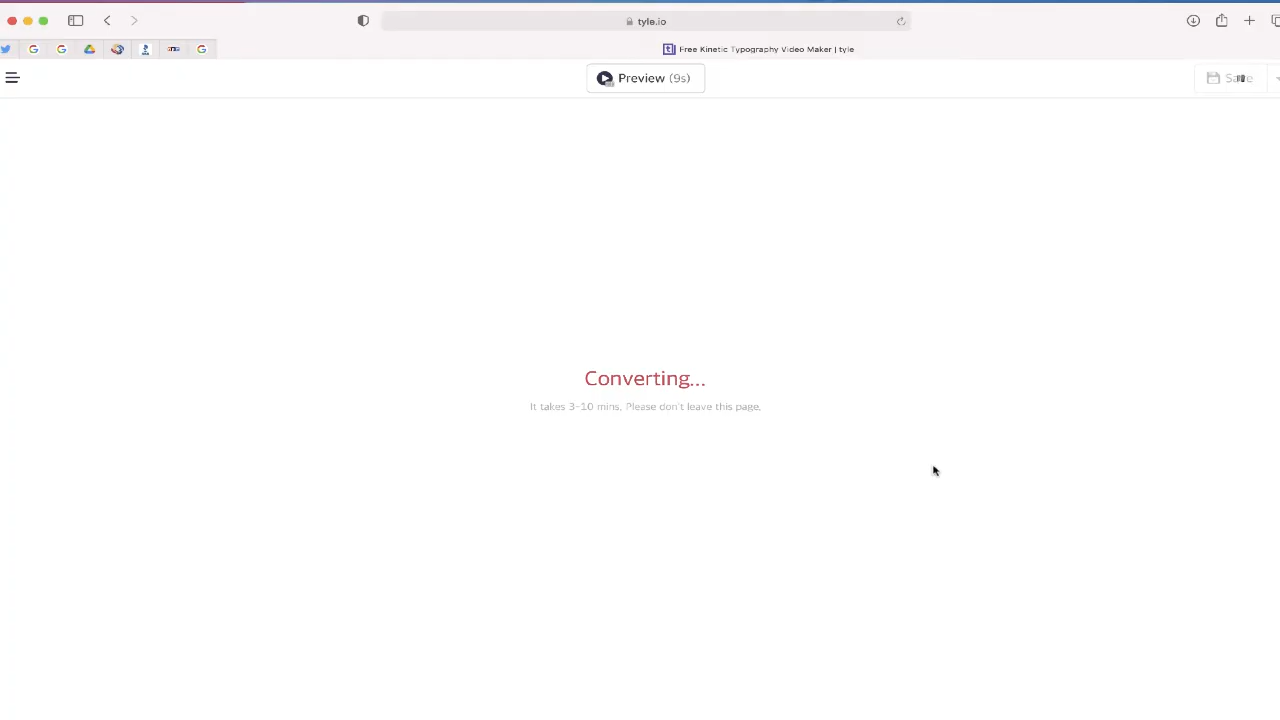 tyle.io
Free Kinetic Typography Video Maker | tyle
Preview (9s)
Converting...
It takes 3-10 mins, Please don't leave this page.